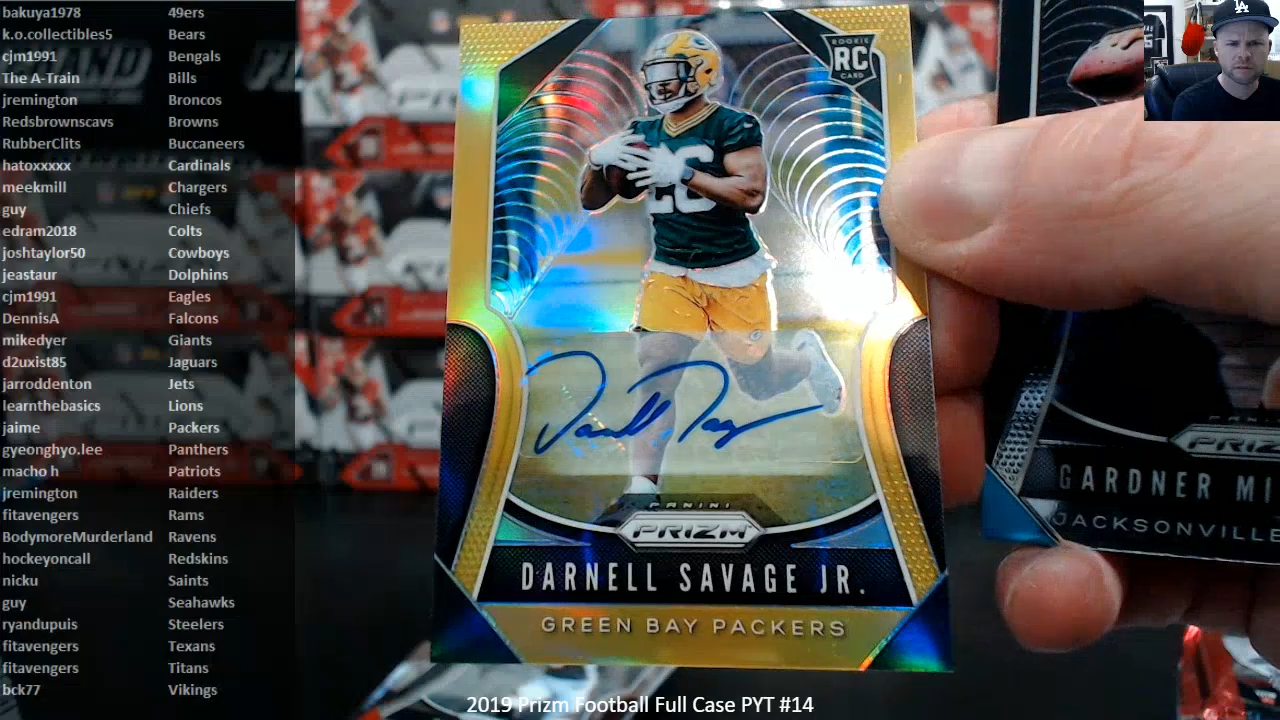 bakuya1978 49ers
k.o.collectibles5 Bears
cjm1991 Bengals
The A-Train Bills
jremington Broncos
Redsbrownscavs Browns
RubberClits Buccaneers
hatoxxxxx Cardinals
meekmill Chargers
guy Chiefs
edram2018 Colts
joshtaylor50 Cowboys
jeastaur Dolphins
cjm1991 Eagles
DennisA Falcons
mikedyer Giants
d2uxist85 Jaguars
jarroddenton Jets
learnthebasics Lions
jaime Packers
gyeonghyo.lee Panthers
macho h Patriots
jremington Raiders
fitavengers Rams
BodymoreMurderland Ravens
hockeyoncall Redskins
nicku Saints
guy Seahawks
ryandupuis Steelers
fitavengers Texans
fitavengers Titans
bck77 Vikings
ROOKIE
RC
CARD
26
PANINI
PRIZM
DARNELL SAVAGE JR.
GREEN BAY PACKERS
GARDNER MI
JACKSONVILLE
LA
2019 Prizm Football Full Case PYT #14